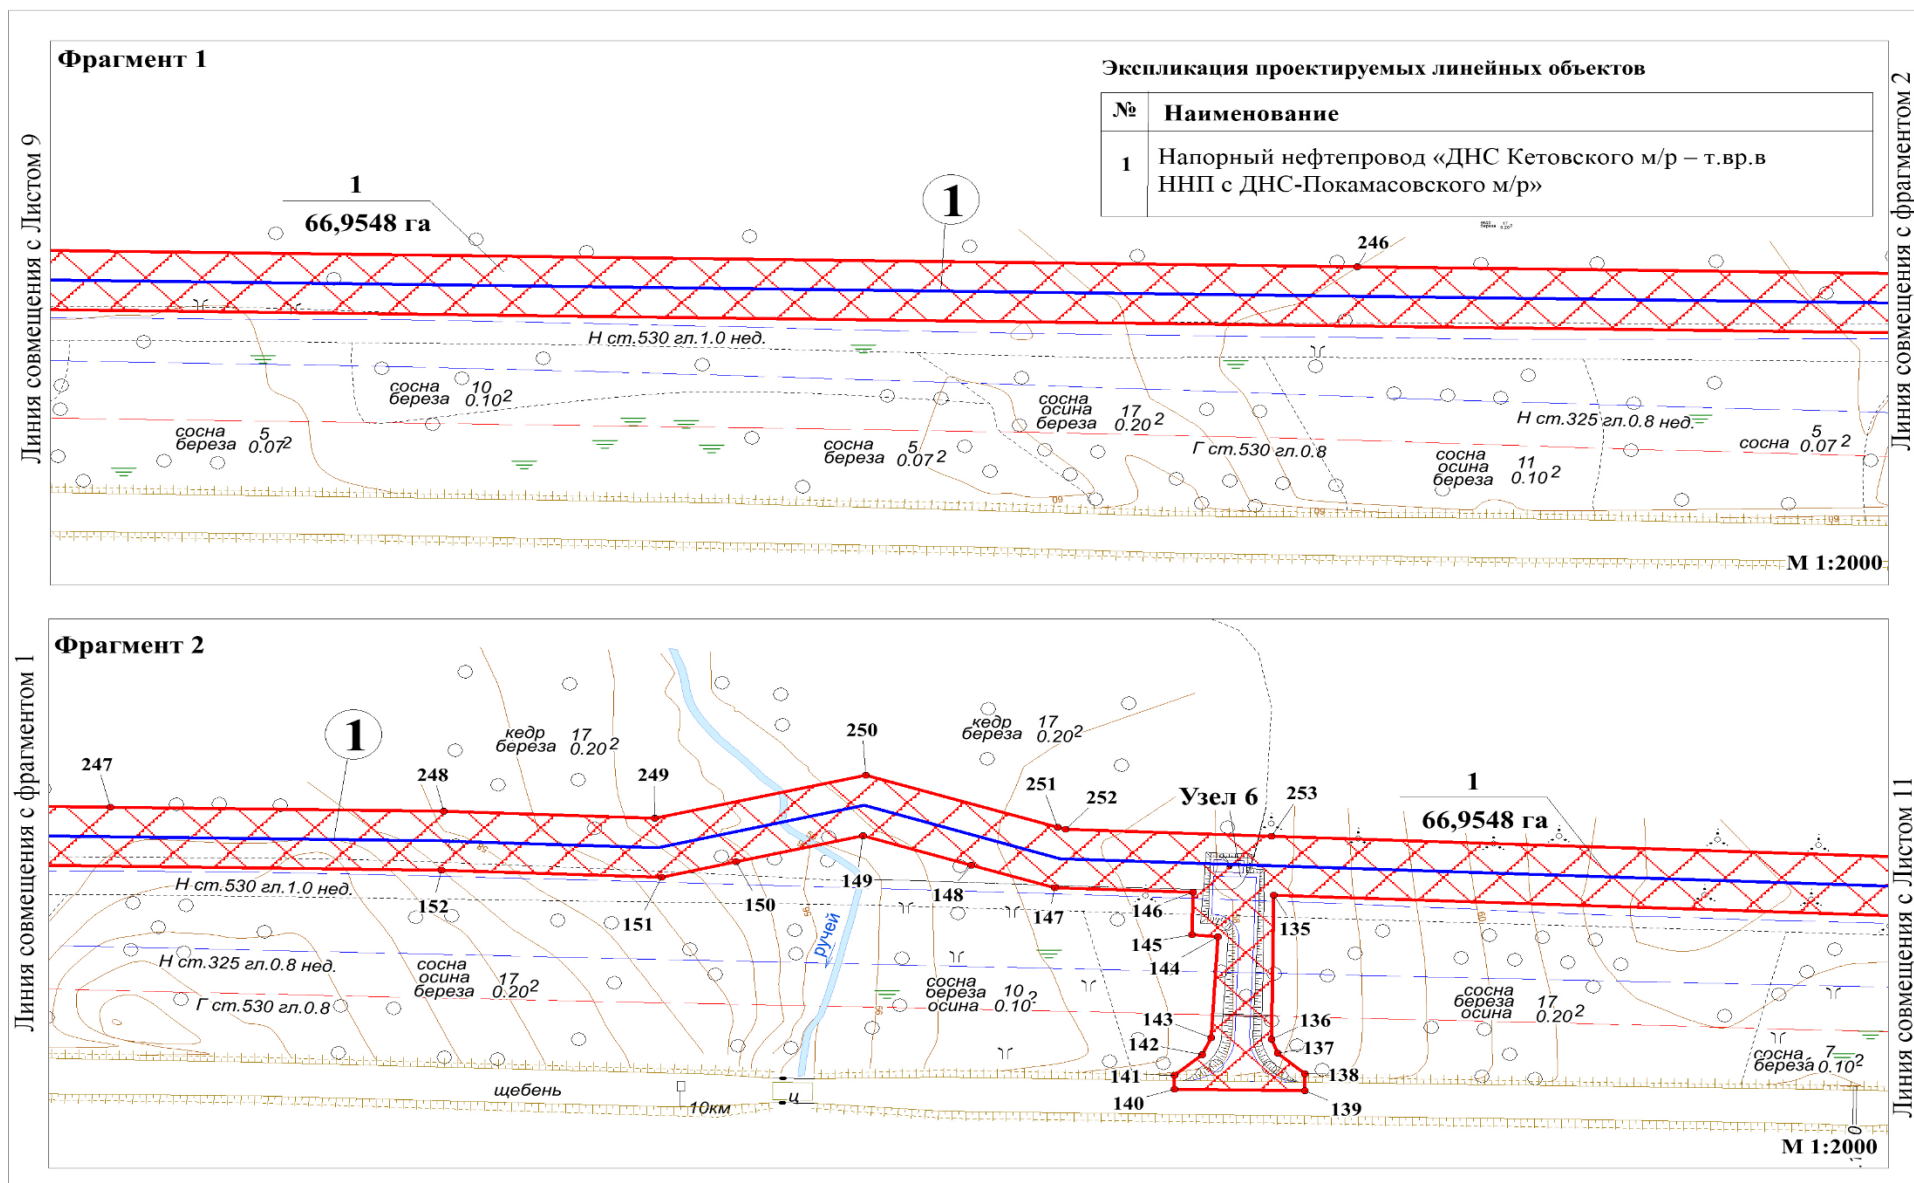 Фрагмент 1
Экспликация проектируемых линейных объектов
№ Наименование
1 Напорный нефтепровод «ДНС Кетовского м/р – т.вр.в
ННП с ДНС-Покамасовского м/р»
Линия совмещения с Листом 9
Линия совмещения с фрагментом 2
1
66,9548 га
1
246
Н ст.530 гл.1.0 нед.
сосна
береза
10
0.10 2
сосна
береза
5
0.07 2
сосна
береза
5
0.07 2
сосна
осина
береза
17
0.20 2
Г ст.530 гл.0.8
Н ст.325 гл.0.8 нед.
сосна
осина
береза
11
0.10 2
сосна
5
0.07 2
60
60
60
М 1:2000
Фрагмент 2
Линия совмещения с фрагментом 1
Линия совмещения с Листом 11
247
1
248
249
250
251
252
Узел 6
253
1
66,9548 га
кедр
береза
17
0.20 2
кедр
береза
17
0.20 2
Н ст.530 гл.1.0 нед.
152
151
150
149
148
147
146
145
144
143
142
141
140
135
136
137
138
139
ручей
Н ст.325 гл.0.8 нед.
Г ст.530 гл.0.8
сосна
осина
береза
17
0.20 2
сосна
береза
осина
10
0.10 2
сосна
береза
осина
17
0.20 2
сосна
береза
7
0.10 2
щебень
10км
ц
М 1:2000